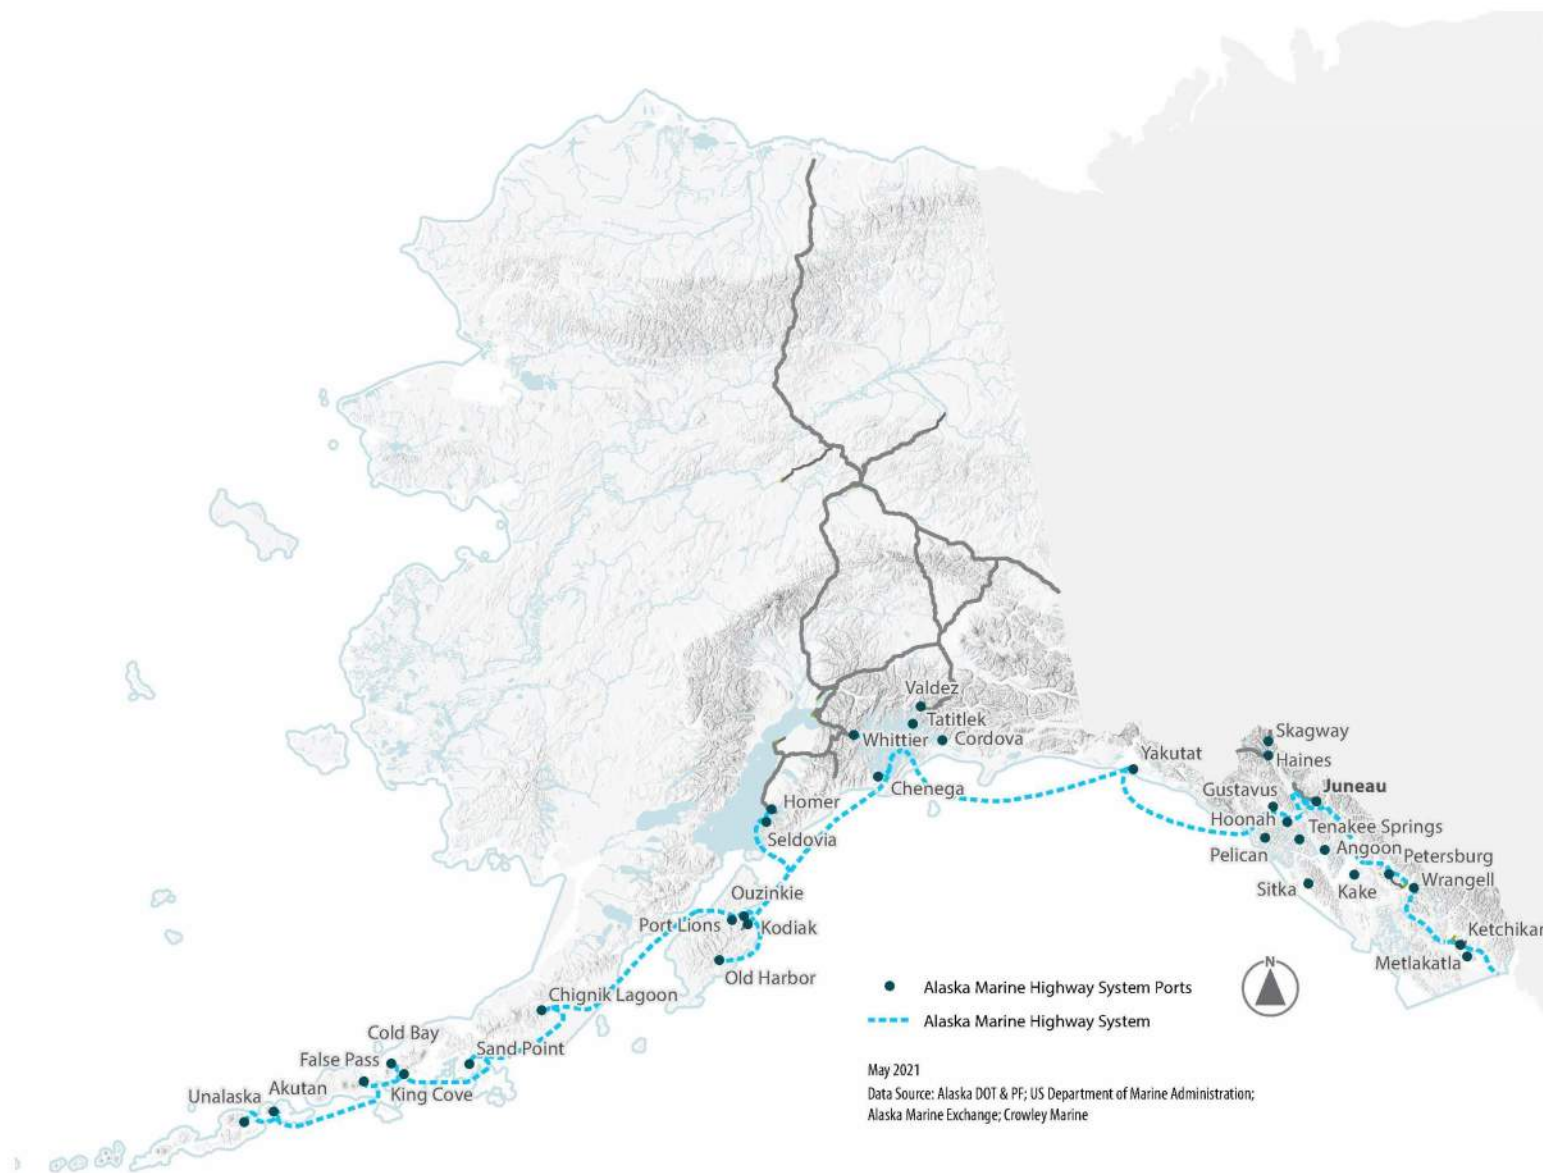 Valdez
Tatitlek
Whittier
Cordova
Skagway
Yakutat
Haines
Chenega
Gustavus
Juneau
Homer
Hoonah
Tenakee Springs
Seldovia
Pelican
Angoon
Petersburg
Sitka
Kake
Wrangell
Ouzinkie
Port Lions
Kodiak
Ketchikan
Metlakatla
Old Harbor
N
Chignik Lagoon
Alaska Marine Highway System Ports
Alaska Marine Highway System
Cold Bay
False Pass
Sand Point
Unalaska
Akutan
King Cove
May 2021
Data Source: Alaska DOT & PF; US Department of Marine Administration;
Alaska Marine Exchange; Crowley Marine